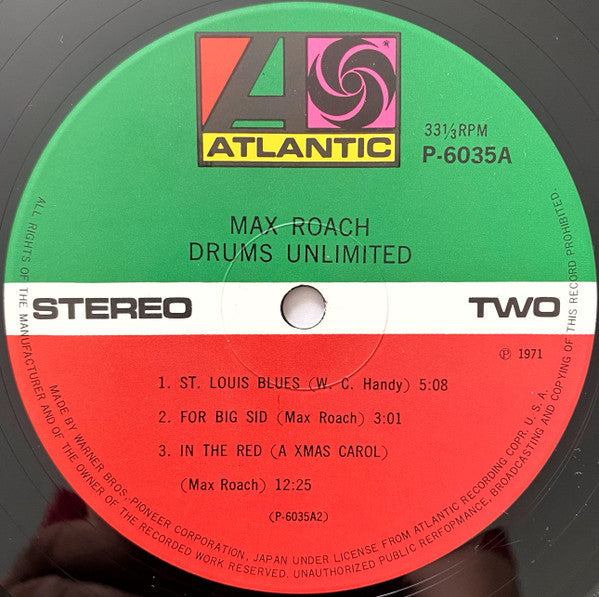 ATLANTIC
33⅓RPM
P-6035A
MAX ROACH
DRUMS UNLIMITED
STEREO TWO
Ⓟ 1971
1. ST. LOUIS BLUES (W. C. Handy) 5:08
2. FOR BIG SID (Max Roach) 3:01
3. IN THE RED (A XMAS CAROL)
(Max Roach) 12:25
(P-6035A2)
ALL RIGHTS OF THE MANUFACTURER AND OF THE OWNER OF THE RECORDED WORK RESERVED. UNAUTHORIZED PUBLIC PERFORMANCE, BROADCASTING AND COPYING OF THIS RECORD PROHIBITED.
MADE BY WARNER BROS.-PIONEER CORPORATION, JAPAN UNDER LICENSE FROM ATLANTIC RECORDING COPR. U. S. A.